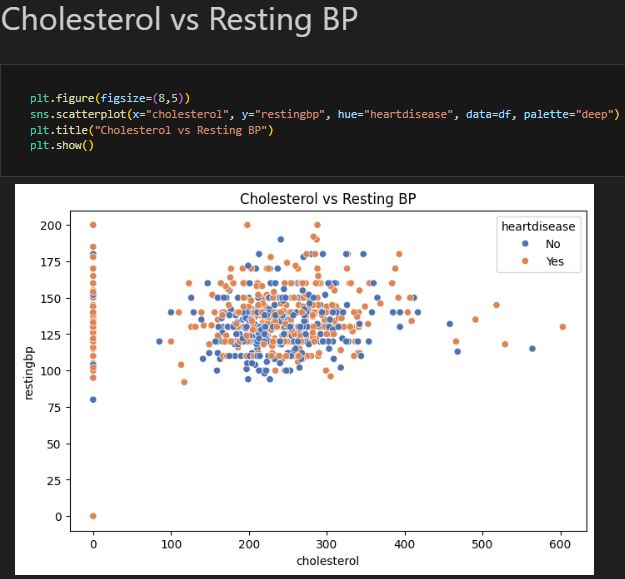 Cholesterol vs Resting BP
plt.figure(figsize=(8,5))
sns.scatterplot(x="cholesterol", y="restingbp", hue="heartdisease", data=df, palette="deep")
plt.title("Cholesterol vs Resting BP")
plt.show()
Cholesterol vs Resting BP
heartdisease
No
Yes
200
175
150
125
100
75
50
25
0
restingbp
0 100 200 300 400 500 600
cholesterol